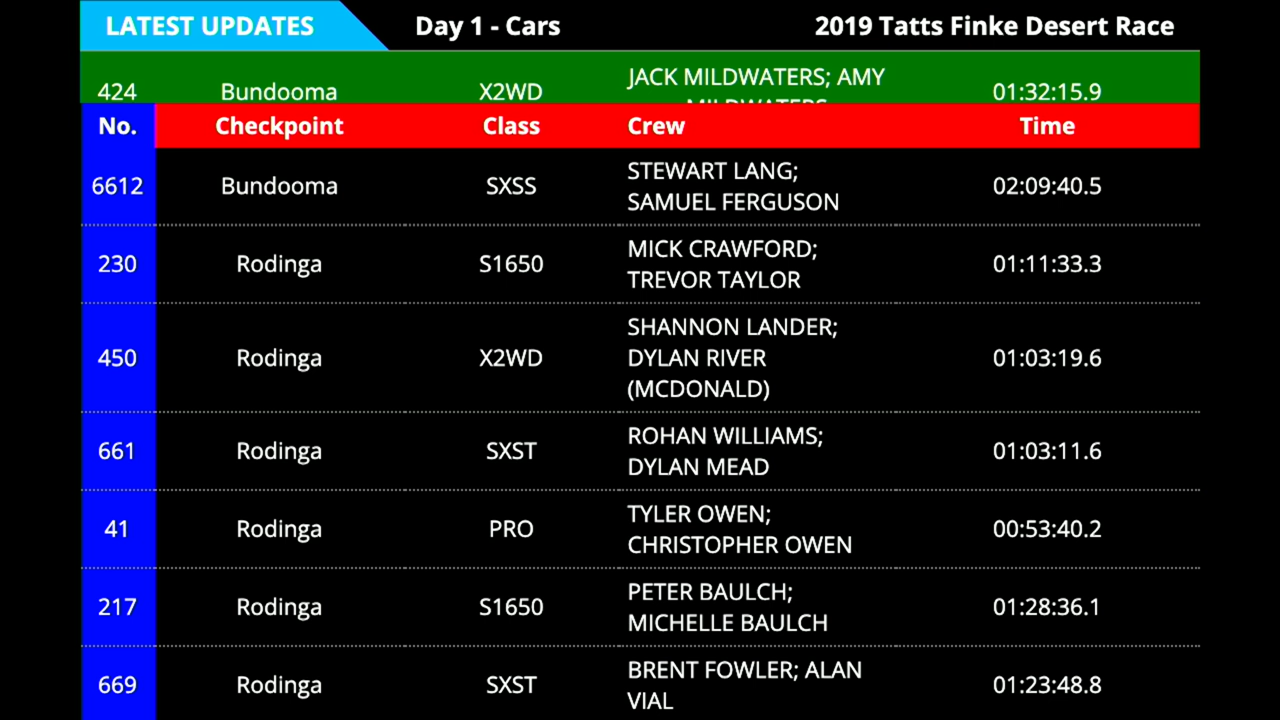 LATEST UPDATES Day 1 - Cars 2019 Tatts Finke Desert Race
424 Bundooma X2WD JACK MILDWATERS; AMY 01:32:15.9
MILDWATERS
No. Checkpoint Class Crew Time
6612 Bundooma SXSS STEWART LANG; 02:09:40.5
SAMUEL FERGUSON
230 Rodinga S1650 MICK CRAWFORD; 01:11:33.3
TREVOR TAYLOR
450 Rodinga X2WD SHANNON LANDER; 01:03:19.6
DYLAN RIVER
(MCDONALD)
661 Rodinga SXST ROHAN WILLIAMS; 01:03:11.6
DYLAN MEAD
41 Rodinga PRO TYLER OWEN; 00:53:40.2
CHRISTOPHER OWEN
217 Rodinga S1650 PETER BAULCH; 01:28:36.1
MICHELLE BAULCH
669 Rodinga SXST BRENT FOWLER; ALAN 01:23:48.8
VIAL